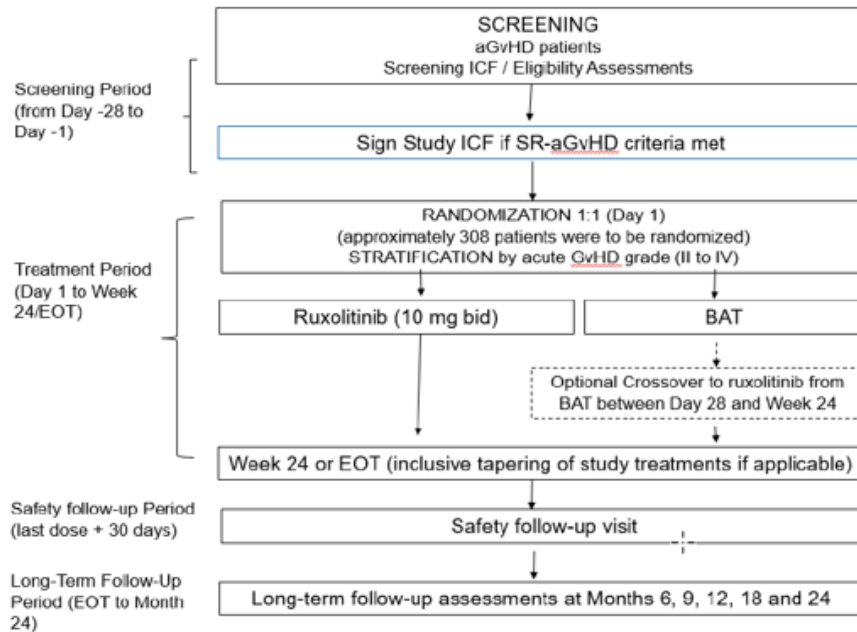 SCREENING
aGvHD patients
Screening ICF / Eligibility Assessments
Screening Period
(from Day -28 to
Day -1)
Sign Study ICF if SR-aGvHD criteria met
RANDOMIZATION 1:1 (Day 1)
(approximately 308 patients were to be randomized)
STRATIFICATION by acute GvHD grade (II to IV)
Treatment Period
(Day 1 to Week
24/EOT)
Ruxolitinib (10 mg bid)
BAT
Optional Crossover to ruxolitinib from
BAT between Day 28 and Week 24
Week 24 or EOT (inclusive tapering of study treatments if applicable)
Safety follow-up Period
(last dose + 30 days)
Safety follow-up visit
Long-Term Follow-Up
Period (EOT to Month
24)
Long-term follow-up assessments at Months 6, 9, 12, 18 and 24